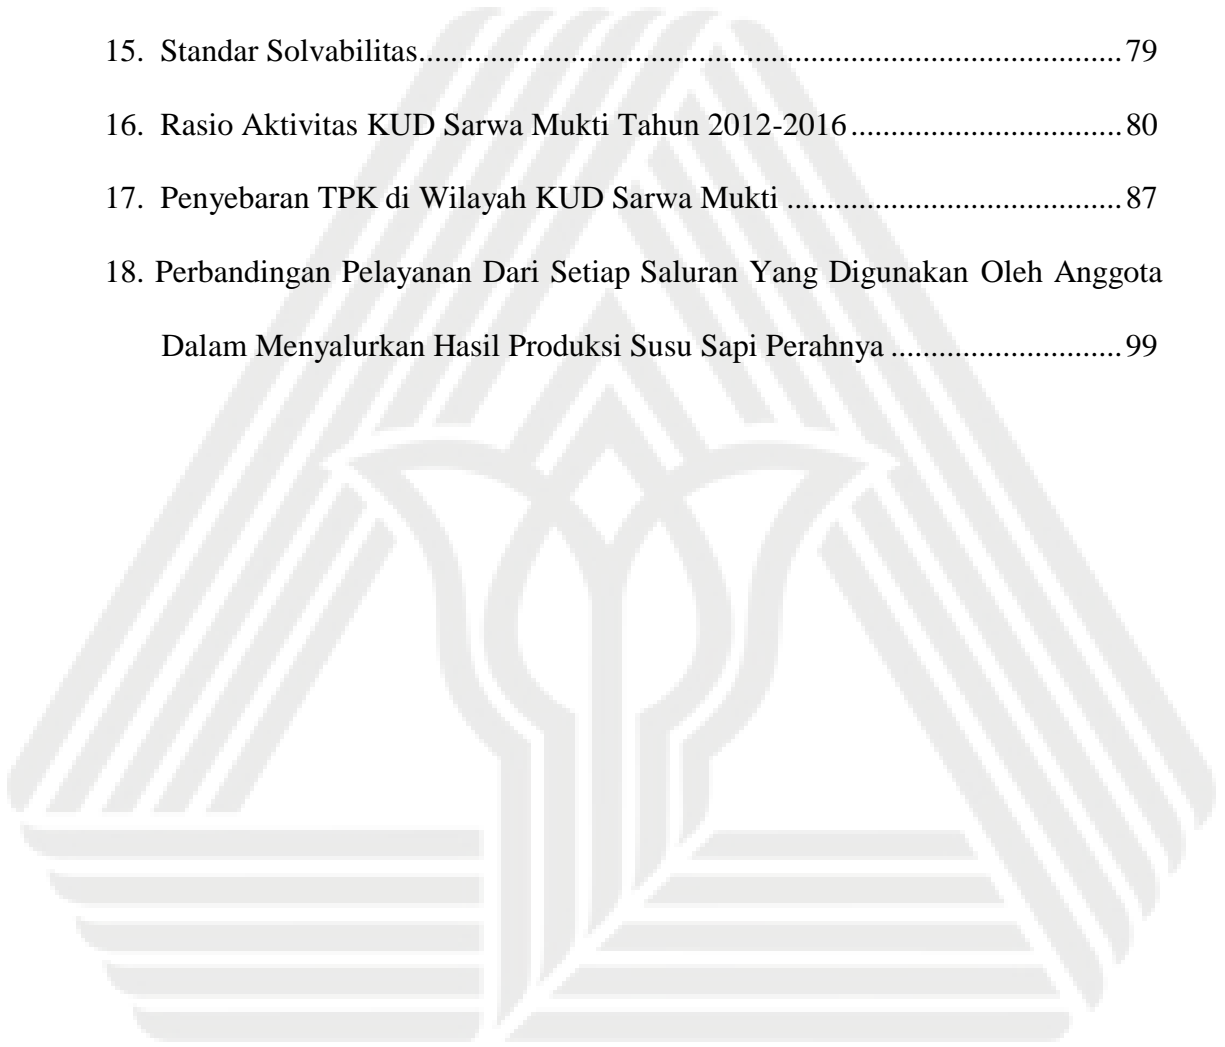 15. Standar Solvabilitas.......................................................................................... 79
16. Rasio Aktivitas KUD Sarwa Mukti Tahun 2012-2016................................... 80
17. Penyebaran TPK di Wilayah KUD Sarwa Mukti ........................................... 87
18. Perbandingan Pelayanan Dari Setiap Saluran Yang Digunakan Oleh Anggota
Dalam Menyalurkan Hasil Produksi Susu Sapi Perahnya .............................. 99